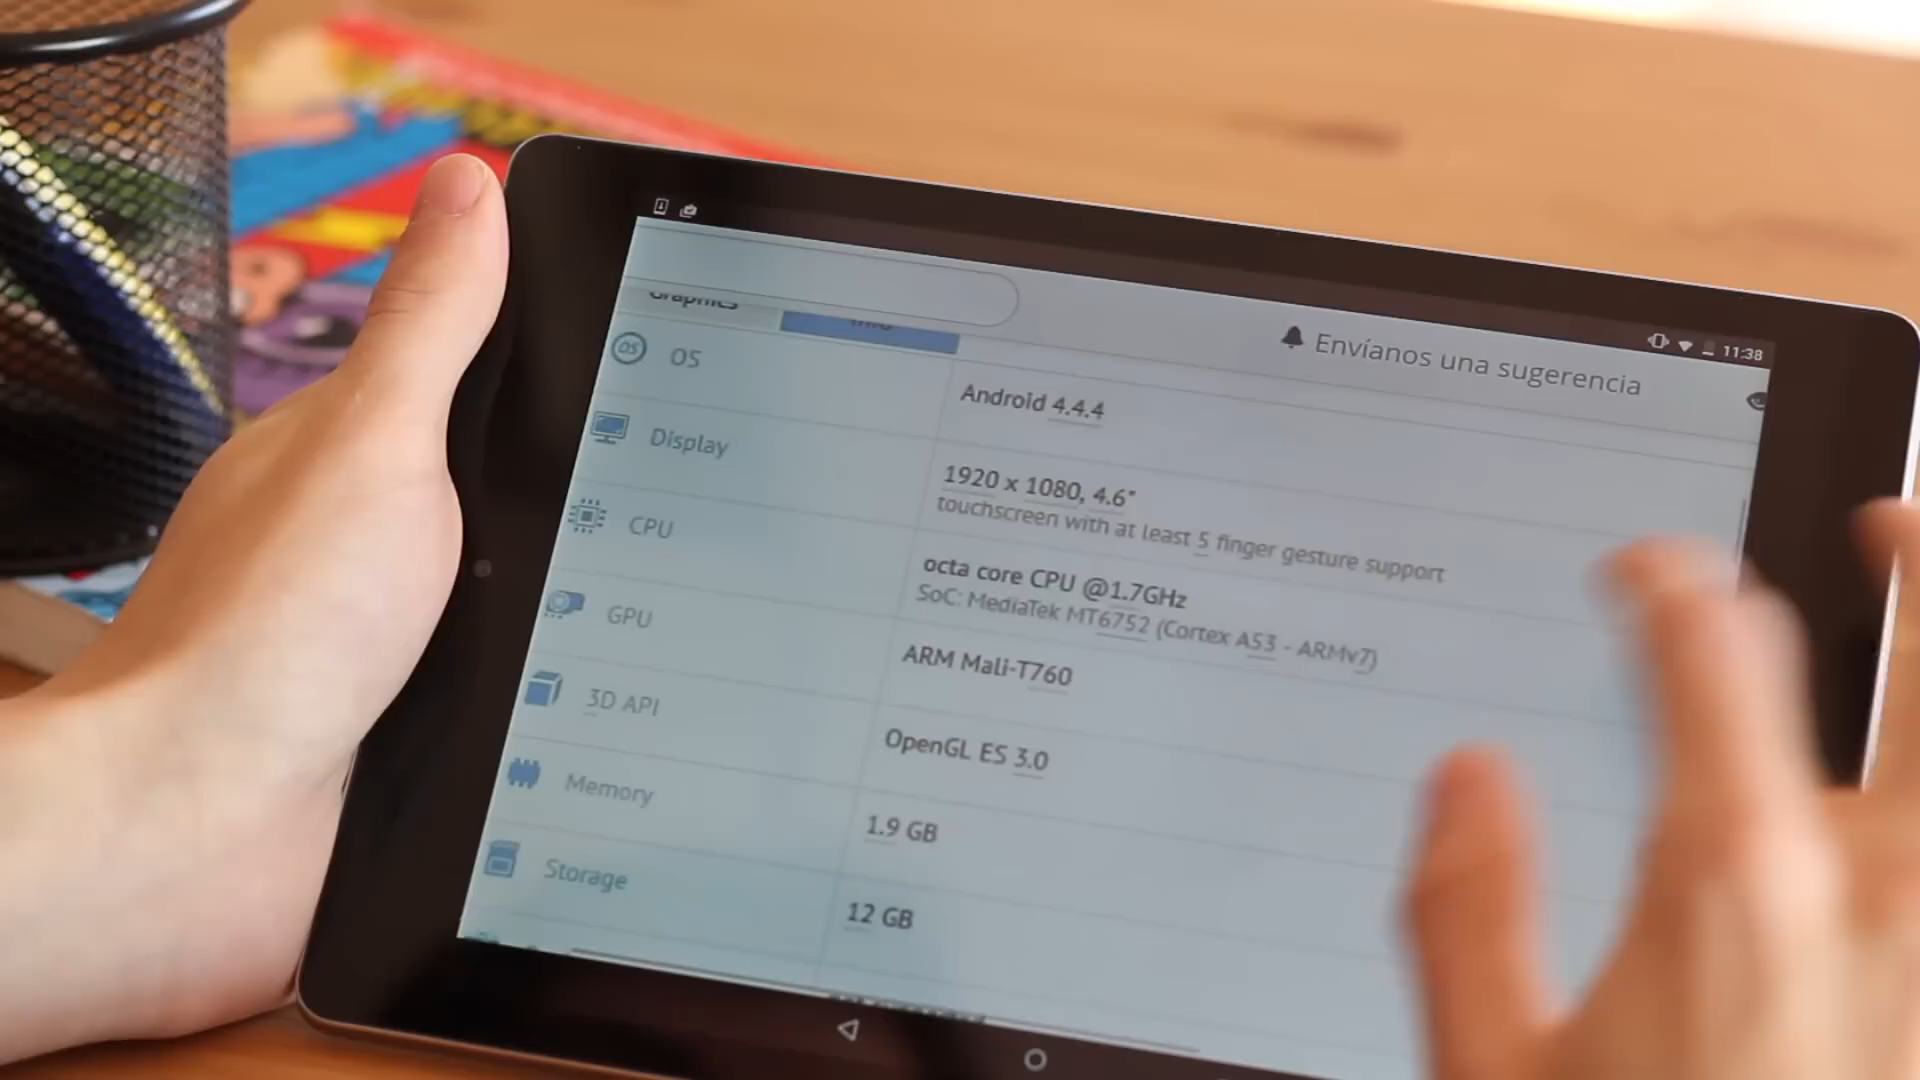 11:38
Envíanos una sugerencia
Graphics
Info
OS
Android 4.4.4
Display
1920 x 1080, 4.6"
touchscreen with at least 5 finger gesture support
CPU
octa core CPU @1.7GHz
SoC: MediaTek MT6752 (Cortex A53 - ARMv7)
GPU
ARM Mali-T760
3D API
OpenGL ES 3.0
Memory
1.9 GB
Storage
12 GB